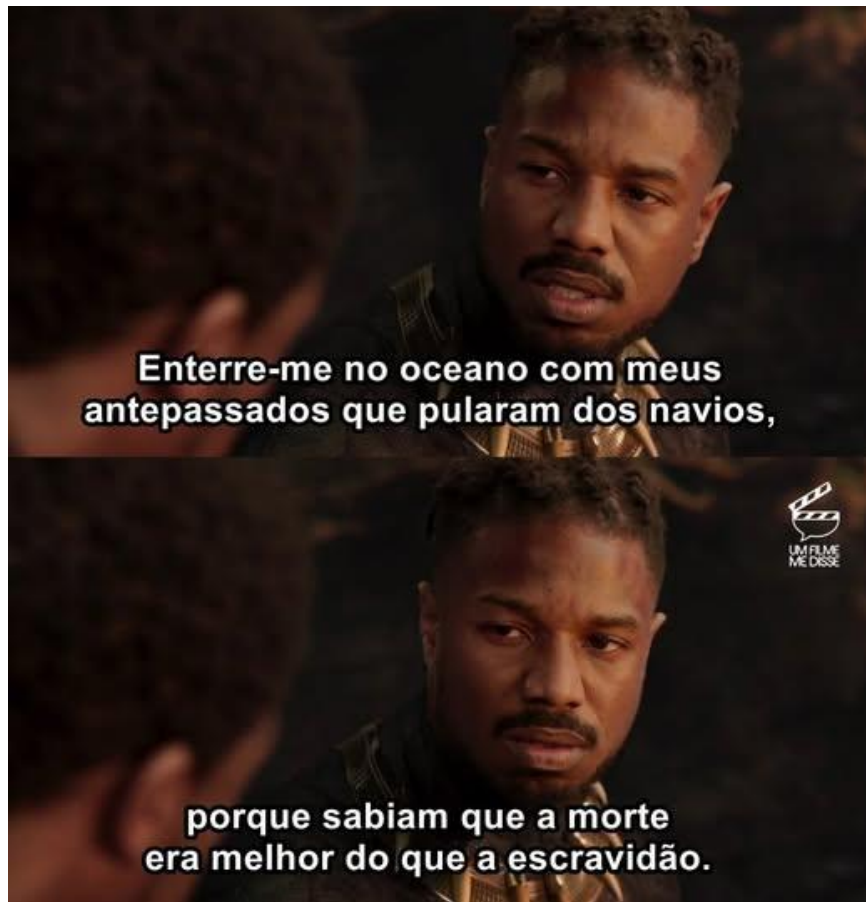 Enterre-me no oceano com meus
antepassados que pularam dos navios,
UM FILME
ME DISSE
porque sabiam que a morte
era melhor do que a escravidão.